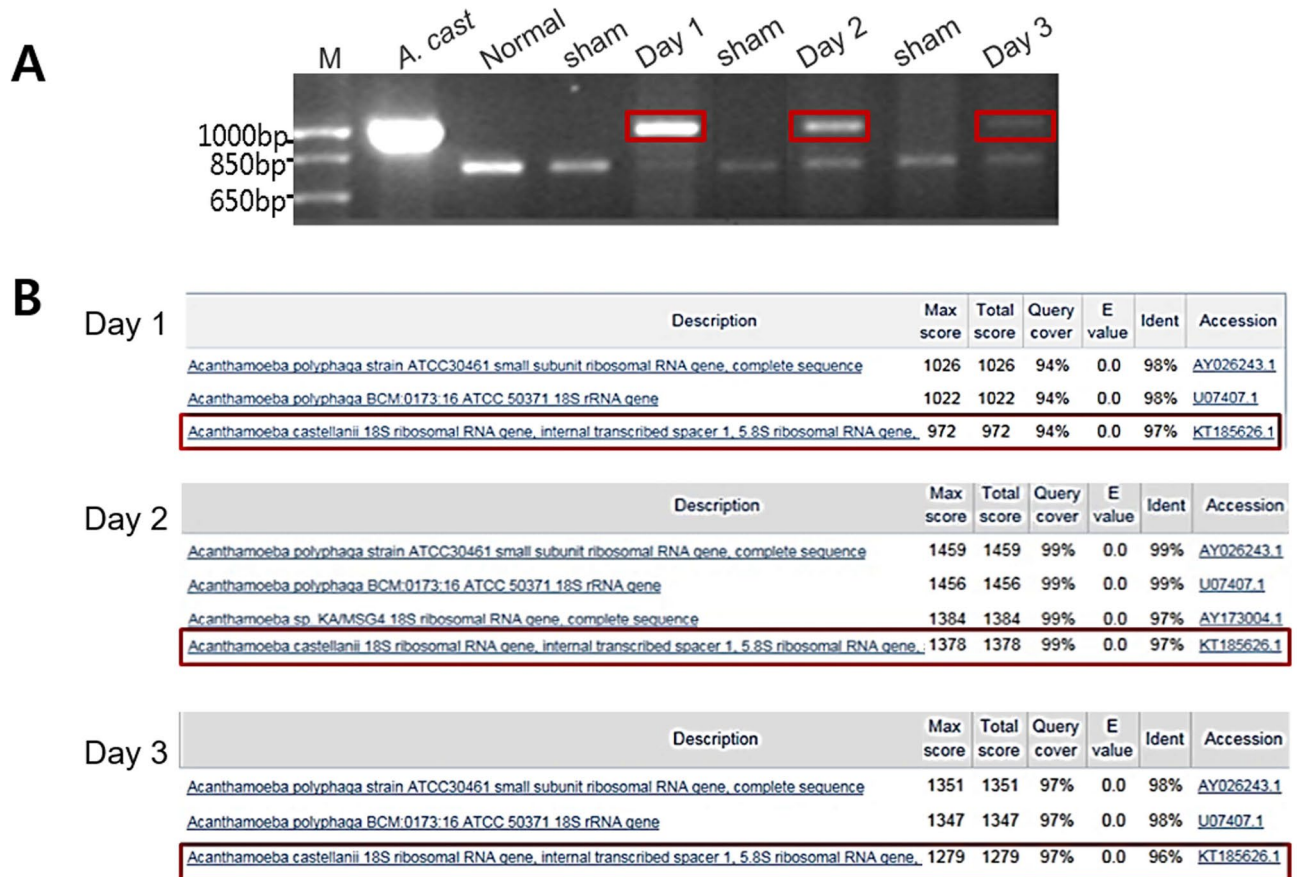 A
M A. cast Normal sham Day 1 sham Day 2 sham Day 3
1000bp
850bp
650bp
B
Day 1
Description Max score Total score Query cover E value Ident Accession
Acanthamoeba polyphaga strain ATCC30461 small subunit ribosomal RNA gene, complete sequence 1026 1026 94% 0.0 98% AY026243.1
Acanthamoeba polyphaga BCM:0173:16 ATCC 50371 18S rRNA gene 1022 1022 94% 0.0 98% U07407.1
Acanthamoeba castellanii 18S ribosomal RNA gene, internal transcribed spacer 1, 5.8S ribosomal RNA gene, 972 972 94% 0.0 97% KT185626.1
Day 2
Description Max score Total score Query cover E value Ident Accession
Acanthamoeba polyphaga strain ATCC30461 small subunit ribosomal RNA gene, complete sequence 1459 1459 99% 0.0 99% AY026243.1
Acanthamoeba polyphaga BCM:0173:16 ATCC 50371 18S rRNA gene 1456 1456 99% 0.0 99% U07407.1
Acanthamoeba sp. KA/MSG4 18S ribosomal RNA gene, complete sequence 1384 1384 99% 0.0 97% AY173004.1
Acanthamoeba castellanii 18S ribosomal RNA gene, internal transcribed spacer 1, 5.8S ribosomal RNA gene, 1378 1378 99% 0.0 97% KT185626.1
Day 3
Description Max score Total score Query cover E value Ident Accession
Acanthamoeba polyphaga strain ATCC30461 small subunit ribosomal RNA gene, complete sequence 1351 1351 97% 0.0 98% AY026243.1
Acanthamoeba polyphaga BCM:0173:16 ATCC 50371 18S rRNA gene 1347 1347 97% 0.0 98% U07407.1
Acanthamoeba castellanii 18S ribosomal RNA gene, internal transcribed spacer 1, 5.8S ribosomal RNA gene, 1279 1279 97% 0.0 96% KT185626.1